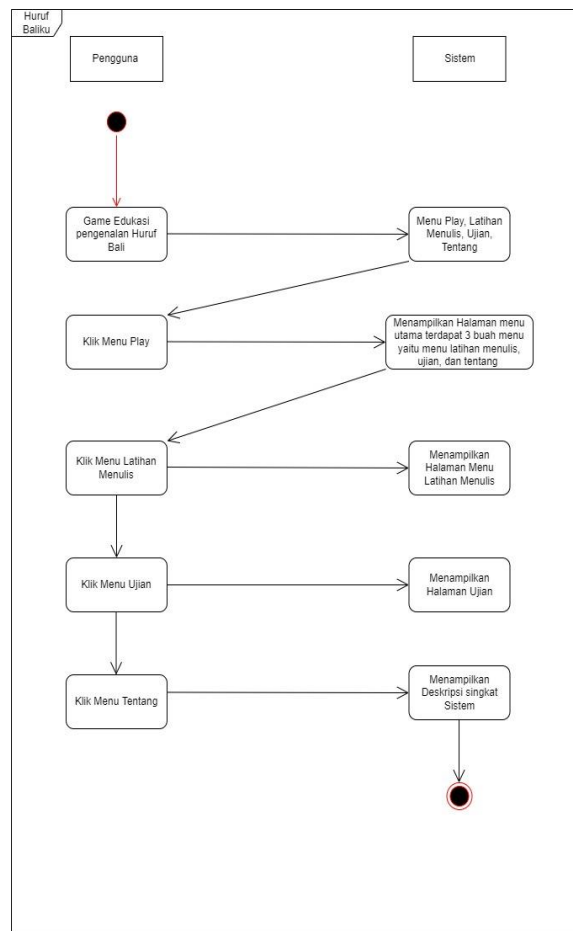 Huruf
Baliku
Pengguna
Sistem
Game Edukasi
pengenalan Huruf
Bali
Menu Play, Latihan
Menulis, Ujian,
Tentang
Klik Menu Play
Menampilkan Halaman menu
utama terdapat 3 buah menu
yaitu menu latihan menulis,
ujian, dan tentang
Klik Menu Latihan
Menulis
Menampilkan
Halaman Menu
Latihan Menulis
Klik Menu Ujian
Menampilkan
Halaman Ujian
Klik Menu Tentang
Menampilkan
Deskripsi singkat
Sistem